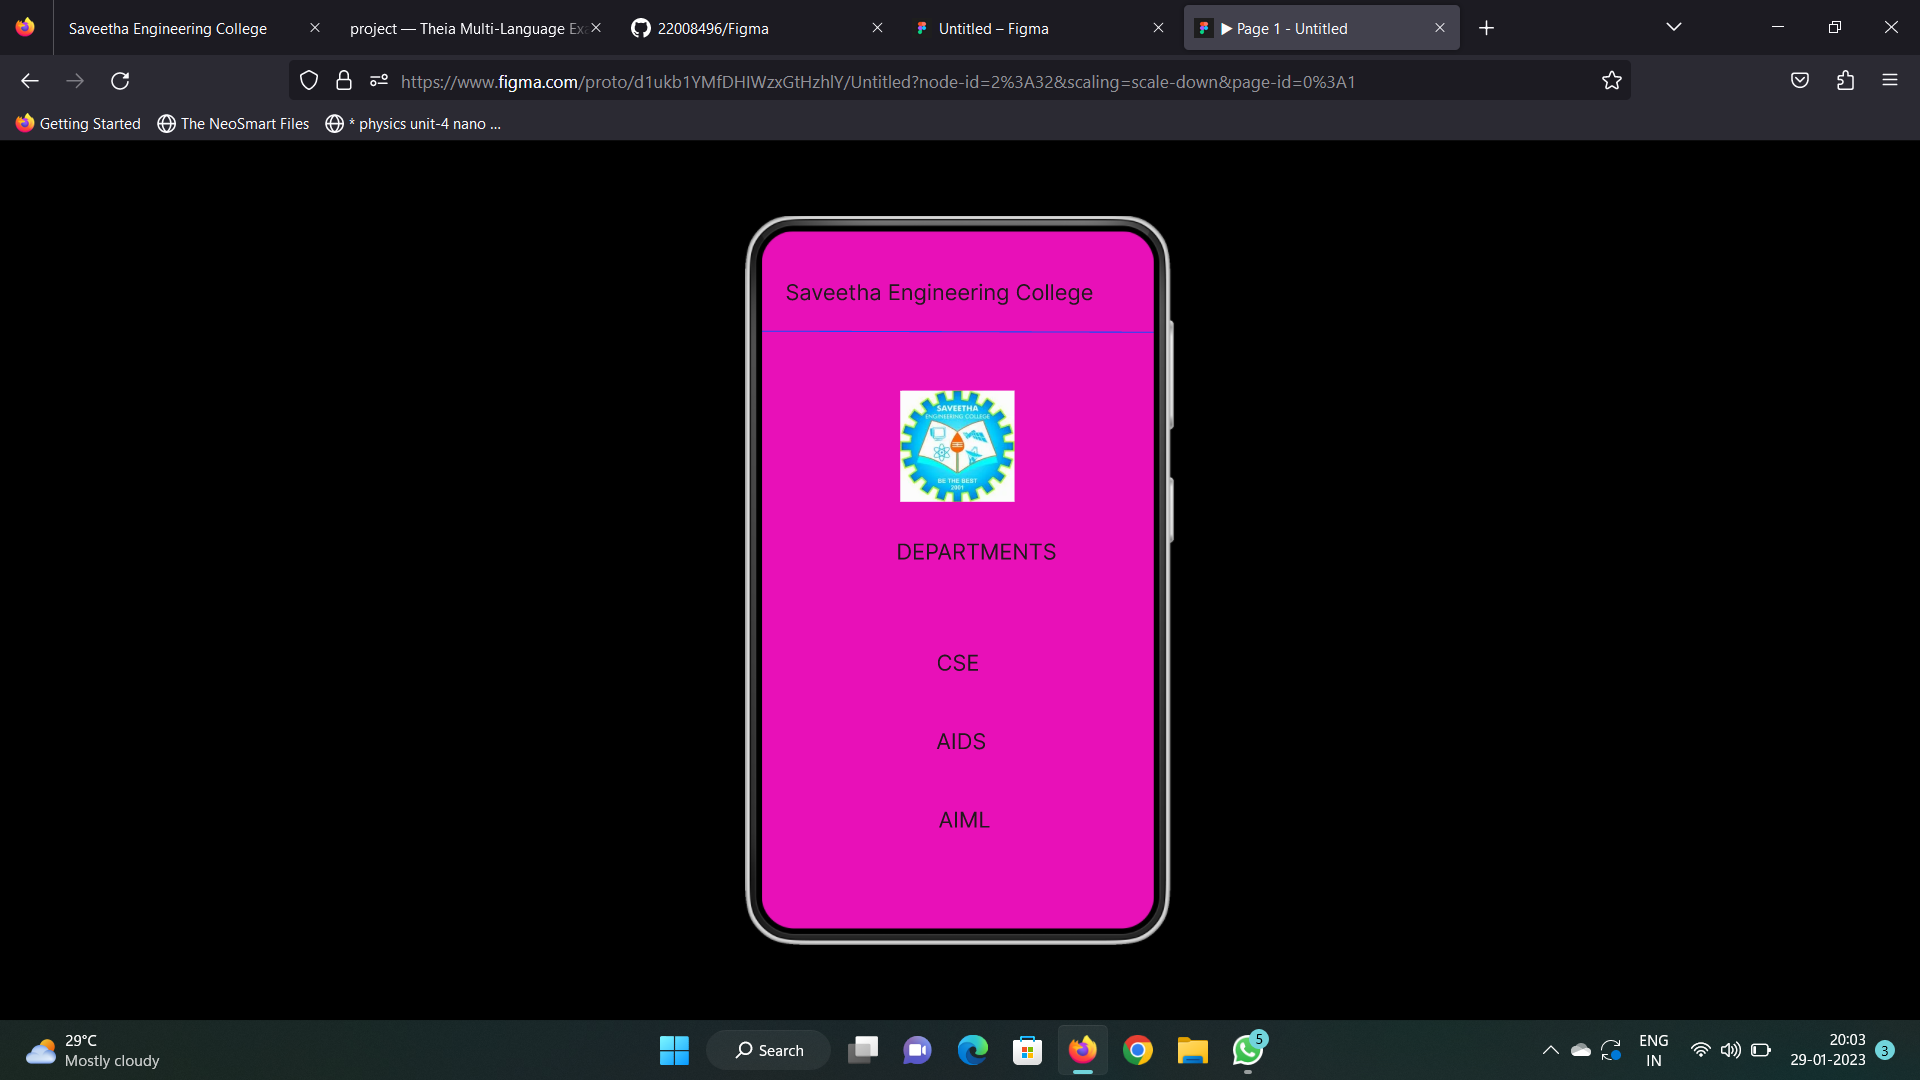 Saveetha Engineering College
project — Theia Multi-Language Ex
22008496/Figma
Untitled – Figma
Page 1 - Untitled
https://www.figma.com/proto/d1ukb1YMfDHIWzxGtHzhlY/Untitled?node-id=2%3A32&scaling=scale-down&page-id=0%3A1
Getting Started
The NeoSmart Files
* physics unit-4 nano ...
Saveetha Engineering College
SAVEETHA
ENGINEERING COLLEGE
BE THE BEST
2001
DEPARTMENTS
CSE
AIDS
AIML
29°C
Mostly cloudy
Search
5
ENG
IN
20:03
29-01-2023
3